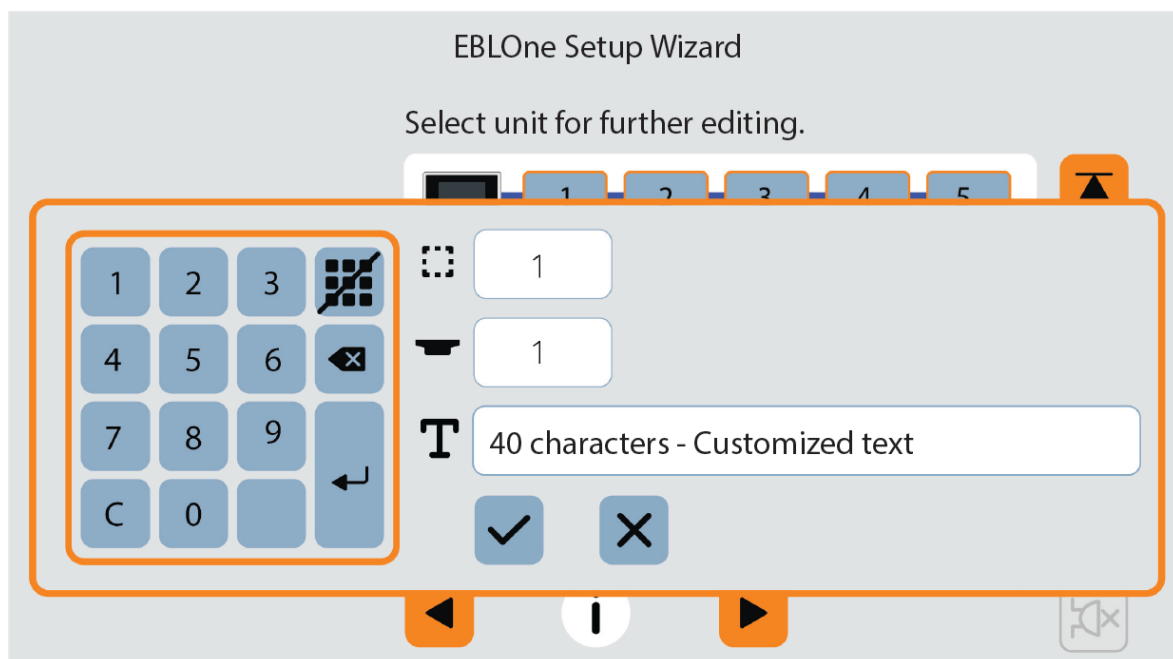 EBLOne Setup Wizard
Select unit for further editing.
1 2 3 4 5
1 2 3
1
4 5 6
1
7 8 9
T 40 characters - Customized text
C 0
i